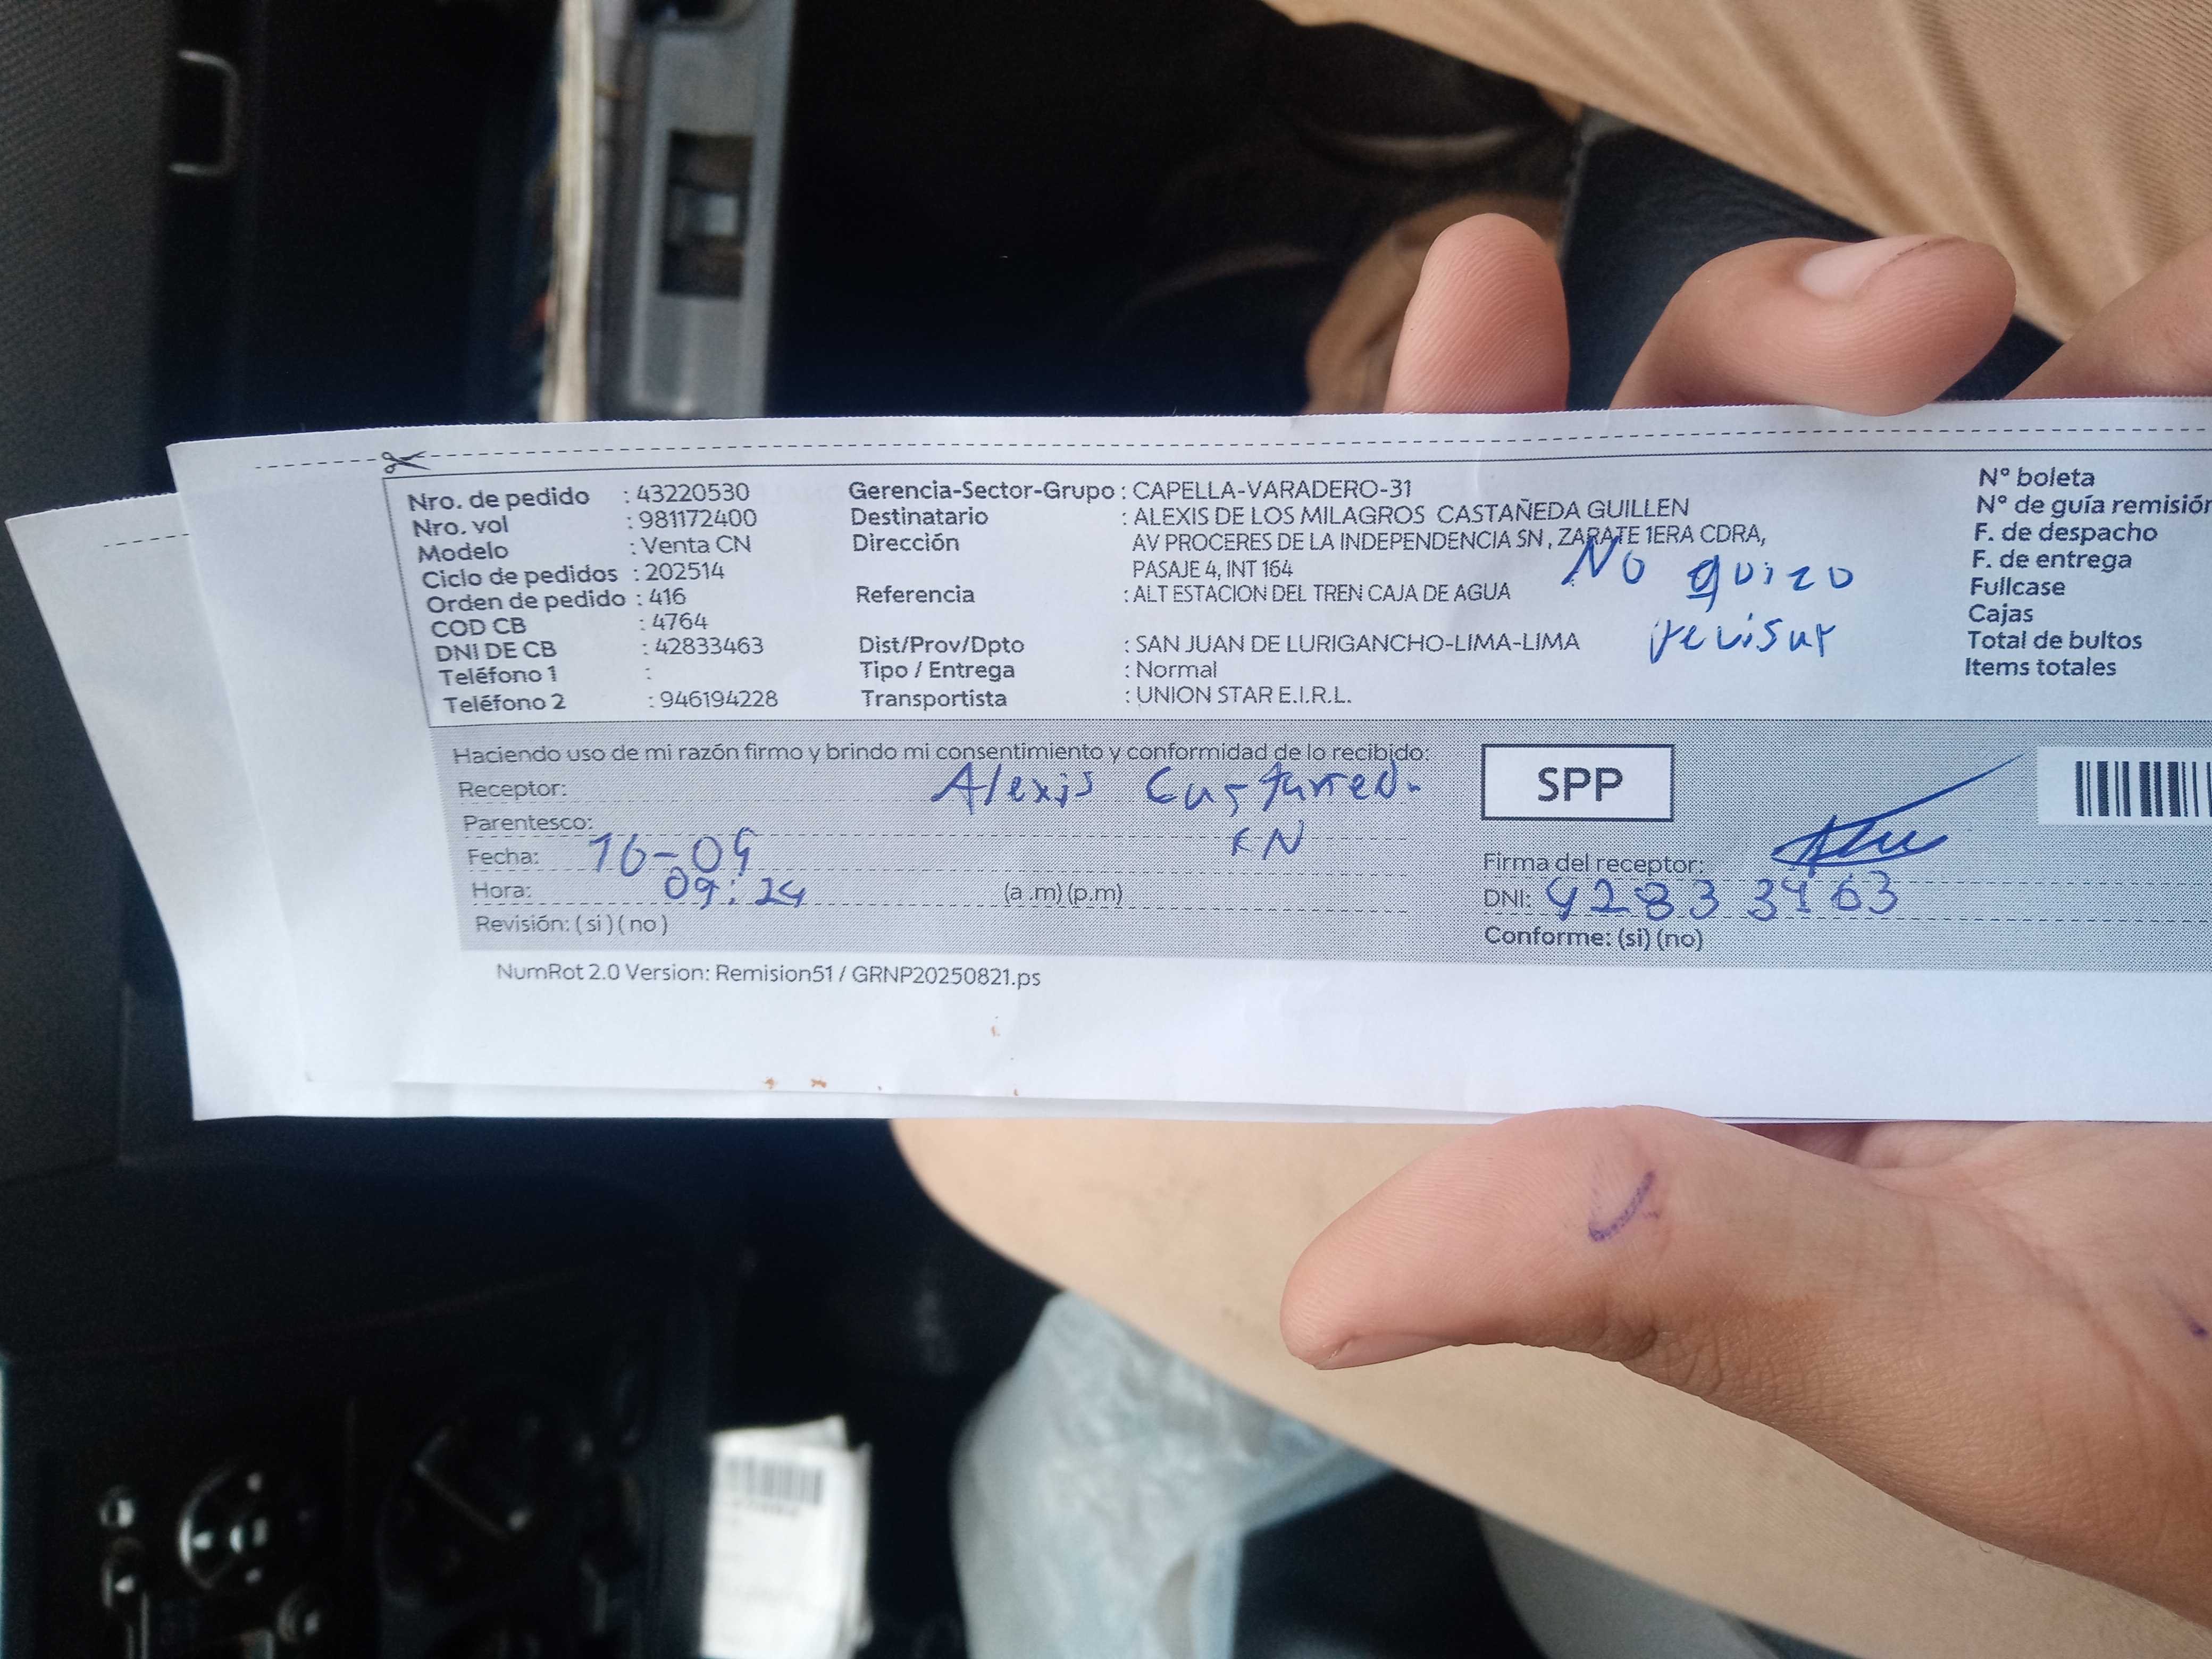 Nro. de pedido : 43220530
Nro. vol : 981172400
Modelo : Venta CN
Ciclo de pedidos : 202514
Orden de pedido : 416
COD CB : 4764
DNI DE CB : 42833463
Teléfono 1 :
Teléfono 2 : 946194228
Gerencia-Sector-Grupo : CAPELLA-VARADERO-31
Destinatario : ALEXIS DE LOS MILAGROS CASTAÑEDA GUILLEN
Dirección AV PROCERES DE LA INDEPENDENCIA SN , ZARATE 1ERA CDRA,
PASAJE 4, INT 164
Referencia : ALT ESTACION DEL TREN CAJA DE AGUA
Dist/Prov/Dpto : SAN JUAN DE LURIGANCHO-LIMA-LIMA
Tipo / Entrega : Normal
Transportista : UNION STAR E.I.R.L.
No quizo
revisar
N° boleta
N° de guía remisión
F. de despacho
F. de entrega
Fullcase
Cajas
Total de bultos
Items totales
Haciendo uso de mi razón firmo y brindo mi consentimiento y conformidad de lo recibido:
Receptor: Alexis Castañeda
Parentesco:
Fecha: 16-09
Hora: 09:24 (a .m) (p.m)
Revisión: ( si ) ( no )
SPP
Firma del receptor:
DNI: 42833463
Conforme: (si) (no)
NumRot 2.0 Version: Remision51 / GRNP20250821.ps